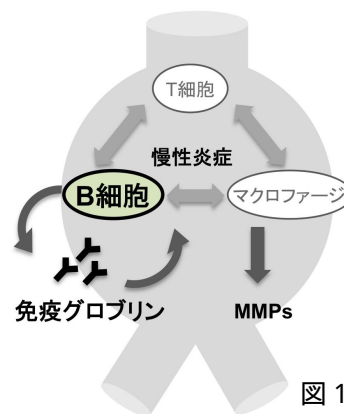 T細胞
慢性炎症
B細胞
マクロファージ
免疫グロブリン
MMPs
図 1